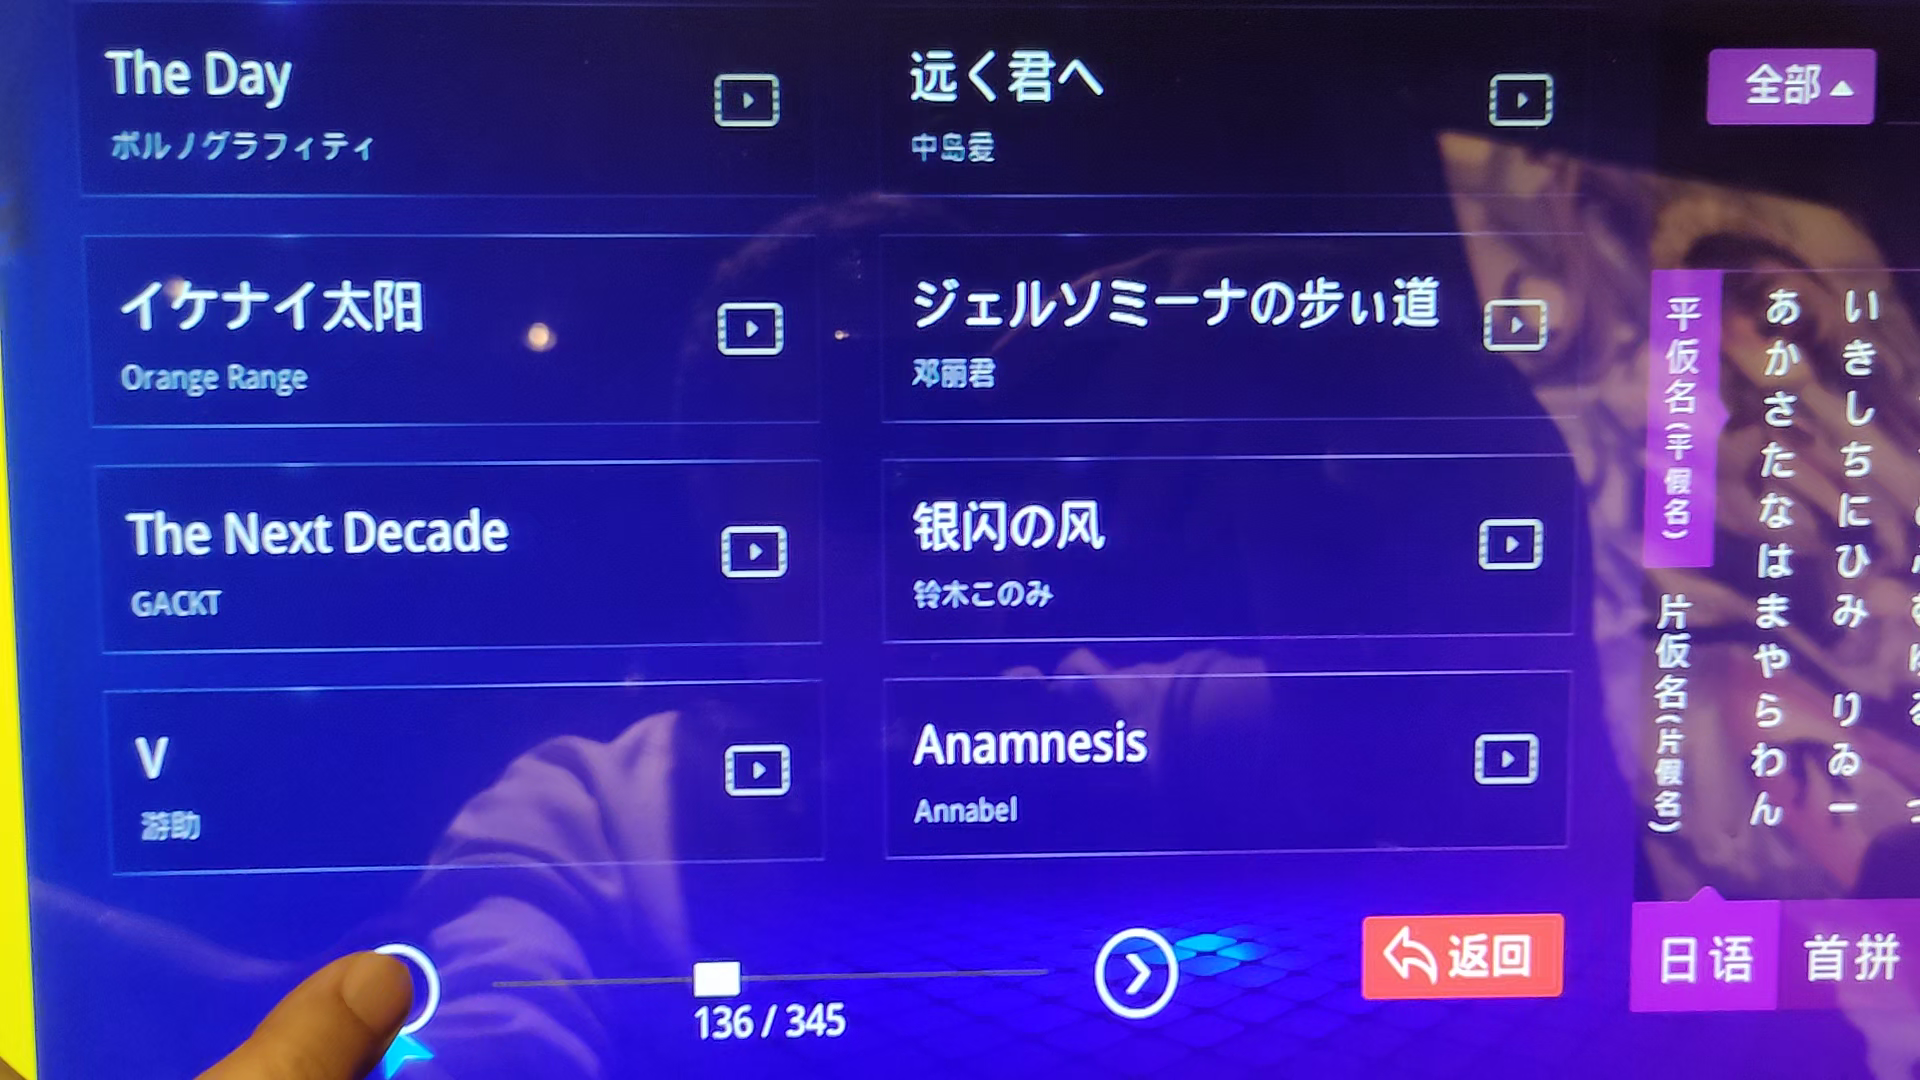 The Day
ポルノグラフィティ
远く君へ
中岛爱
イケナイ太阳
Orange Range
ジェルソミーナの歩ぃ道
邓丽君
The Next Decade
GACKT
银闪の风
铃木このみ
V
游助
Anamnesis
Annabel
136 / 345
返回
全部
平仮名(平假名)
片仮名(片假名)
あかさたなはまやらわん
いきしちにひみ りゐー
日语
首拼